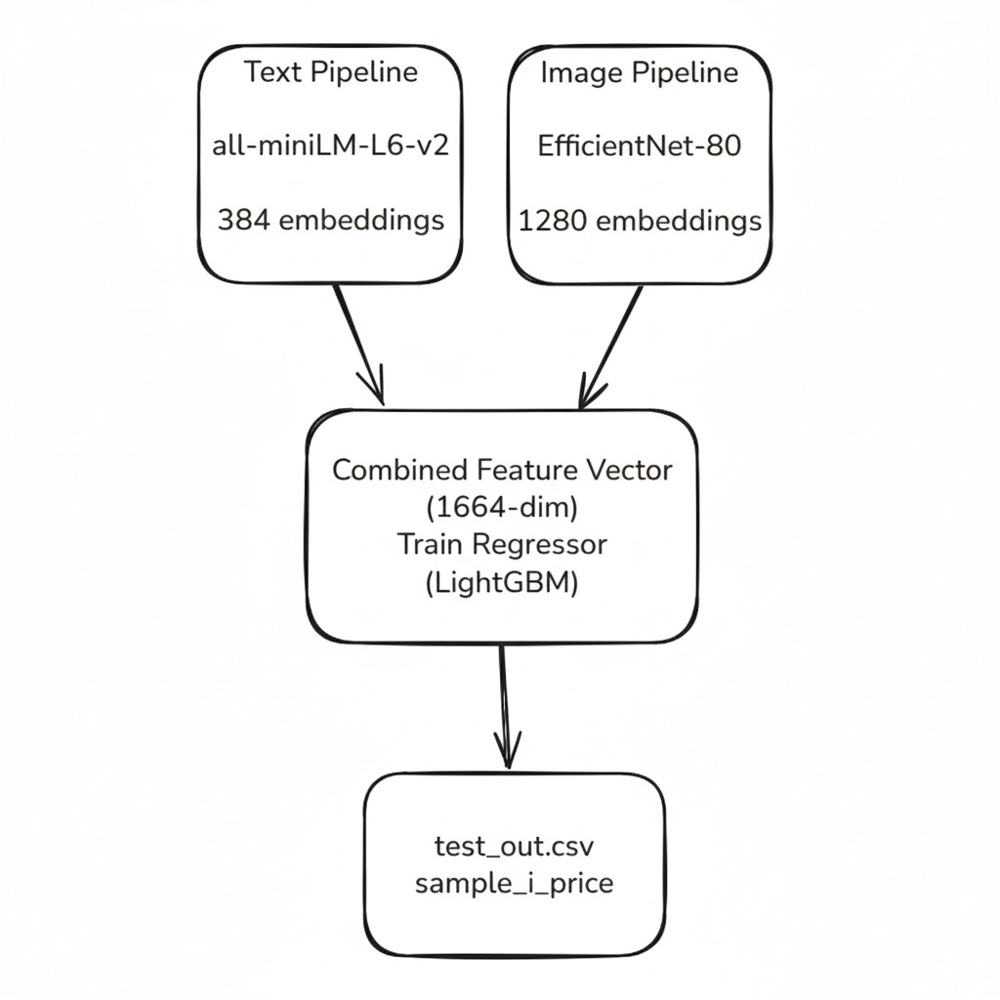 Text Pipeline
all-miniLM-L6-v2
384 embeddings
Image Pipeline
EfficientNet-80
1280 embeddings
Combined Feature Vector
(1664-dim)
Train Regressor
(LightGBM)
test_out.csv
sample_i_price